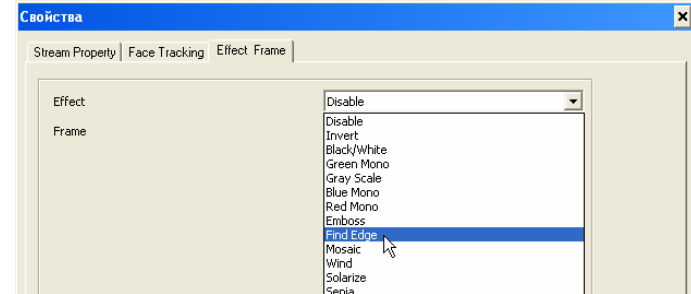 Свойства
Stream Property Face Tracking Effect Frame
Effect Disable
Frame
Disable
Invert
Black/White
Green Mono
Gray Scale
Blue Mono
Red Mono
Emboss
Find Edge
Mosaic
Wind
Solarize
Sepia